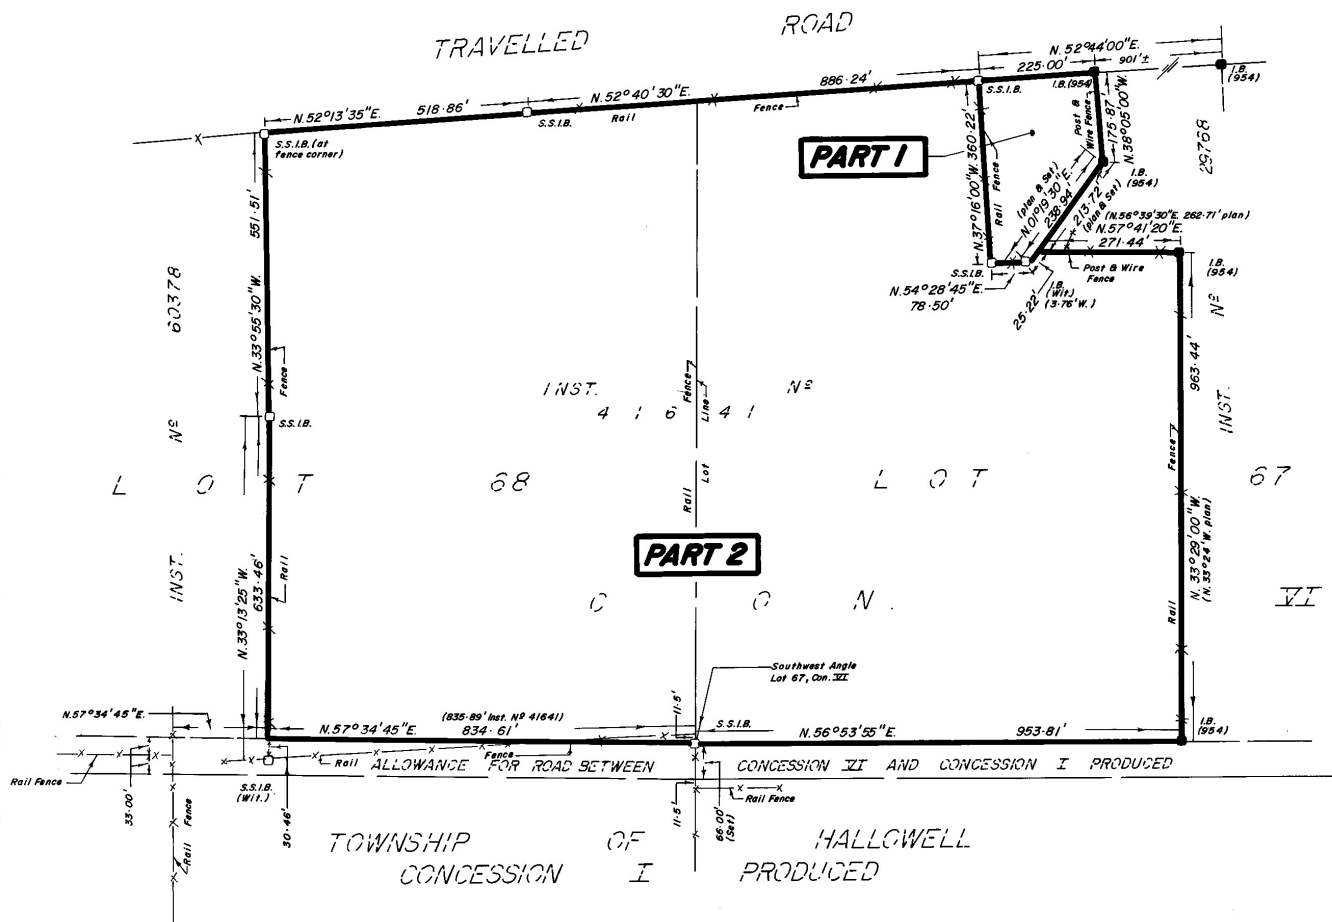 TRAVELLED ROAD
N. 52°44'00"E.
225·00'
901'±
I.B.
(954)
N. 52°13'35"E.
518·86'
N. 52°40'30"E.
886·24'
S.S.I.B.
Rail
Fence
S.S.I.B.
I.B.(954)
S.S.I.B. (at
fence corner)
PART 1
N.37°16'00"W. 360·22'
Rail Fence
Post &
Wire Fence
175·87'
N.38°05'00"W.
29768
I.B.
(954)
(plan & Set)
N.01°19'30"E.
238·94'
213·72'
(plan & Set)
(N.56°39'30"E. 262·71' plan)
N.57°41'20"E.
271·44'
S.S.I.B.
Post & Wire
Fence
I.B.
(954)
N.54°28'45"E.
78·50'
25·22'
I.B.
(Wit.)
(3·76'W.)
551·51'
N.33°55'30"W.
Fence
60378
Nº
INST.
S.S.I.B.
INST. Nº
416, 41
Fence
Line
Rail
Lot
963·44'
Nº
INST.
Fence
Rail
LOT 68 LOT 67
N.33°29'00"W.
(N.33°24'W. plan)
PART 2
N.33°13'25"W.
633·46'
Rail
CON. VI
Southwest Angle
Lot 67, Con. VI
11·5'
N.57°34'45"E.
N.57°34'45"E.
(835·89' Inst. Nº 41641)
834·61'
S.S.I.B.
N.56°53'55"E.
953·81'
I.B.
(954)
Rail Fence
Rail
Fence
ALLOWANCE FOR ROAD BETWEEN CONCESSION VI AND CONCESSION I PRODUCED
S.S.I.B.
(Wit.)
33·00'
30·46'
Rail Fence
11·5'
66·00'
(Set)
Rail Fence
TOWNSHIP OF HALLOWELL
CONCESSION I PRODUCED